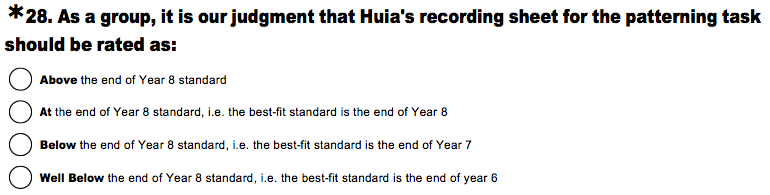 *28. As a group, it is our judgment that Huia's recording sheet for the patterning task
should be rated as:
Above the end of Year 8 standard
At the end of Year 8 standard, i.e. the best-fit standard is the end of Year 8
Below the end of Year 8 standard, i.e. the best-fit standard is the end of Year 7
Well Below the end of Year 8 standard, i.e. the best-fit standard is the end of year 6